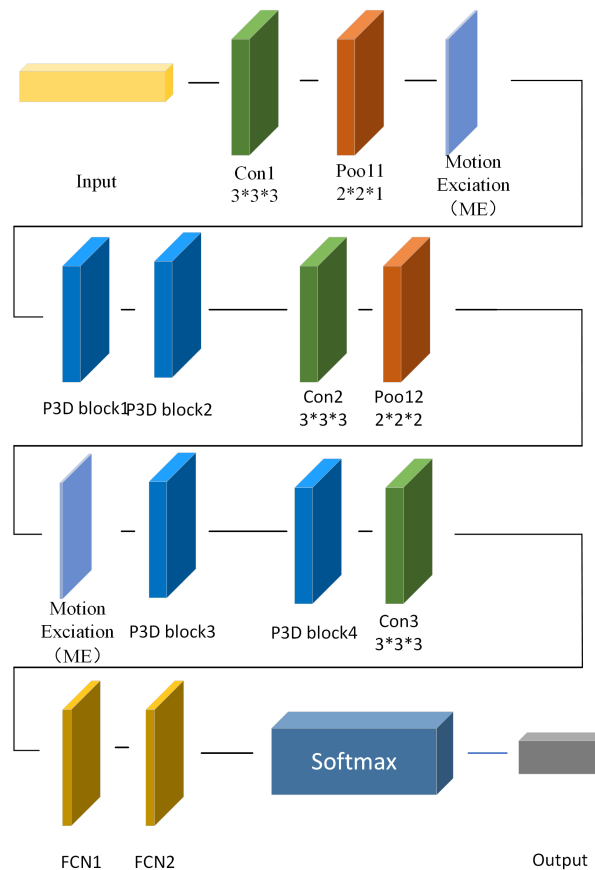 Input
Con1
3*3*3
Poo11
2*2*1
Motion
Exciation
（ME）
P3D block1
P3D block2
Con2
3*3*3
Poo12
2*2*2
Motion
Exciation
（ME）
P3D block3
P3D block4
Con3
3*3*3
FCN1
FCN2
Softmax
Output